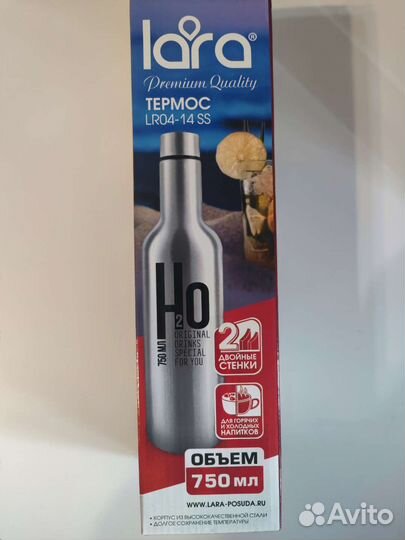 lara®
Premium Quality
ТЕРМОС
LR04-14 SS
H2O
750 МЛ
ORIGINAL
DRINKS
SPECIAL
FOR YOU
2
ДВОЙНЫЕ
СТЕНКИ
ДЛЯ ГОРЯЧИХ
И ХОЛОДНЫХ
НАПИТКОВ
ОБЪЕМ
750 МЛ
WWW.LARA-POSUDA.RU
• КОРПУС ИЗ ВЫСОКОКАЧЕСТВЕННОЙ СТАЛИ
• ДОЛГОЕ СОХРАНЕНИЕ ТЕМПЕРАТУРЫ
Avito